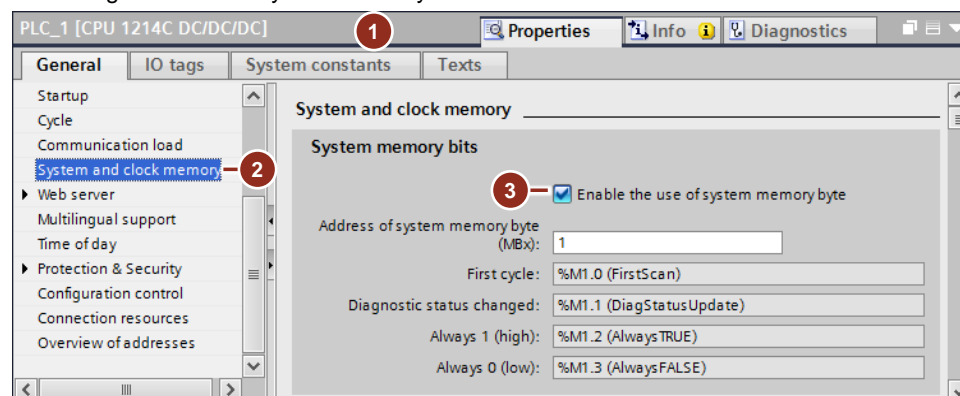 PLC_1 [CPU 1214C DC/DC/DC]
1
Properties
Info
Diagnostics
General
IO tags
System constants
Texts
Startup
Cycle
Communication load
System and clock memory
2
Web server
Multilingual support
Time of day
Protection & Security
Configuration control
Connection resources
Overview of addresses
System and clock memory
System memory bits
3
Enable the use of system memory byte
Address of system memory byte
(MBx): 1
First cycle: %M1.0 (FirstScan)
Diagnostic status changed: %M1.1 (DiagStatusUpdate)
Always 1 (high): %M1.2 (AlwaysTRUE)
Always 0 (low): %M1.3 (AlwaysFALSE)